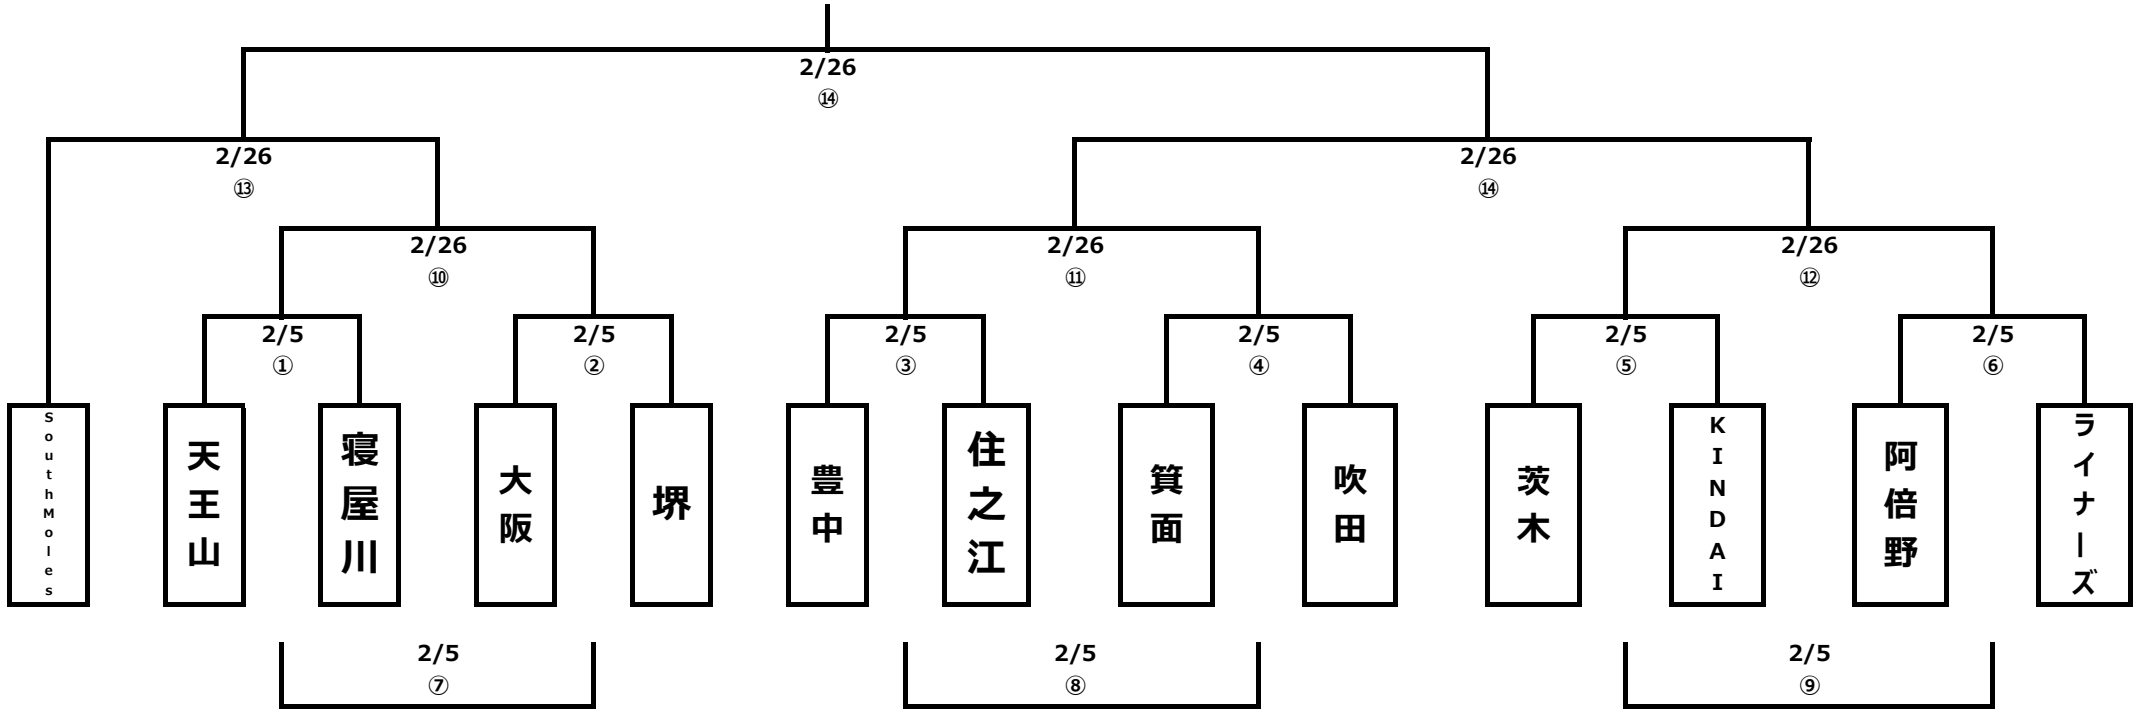 2/26
⑭
2/26
⑬
2/26
⑭
2/26
⑩
2/26
⑪
2/26
⑫
2/5
①
2/5
②
2/5
③
2/5
④
2/5
⑤
2/5
⑥
SouthMoles
天王山
寝屋川
大阪
堺
豊中
住之江
箕面
吹田
茨木
KINDAI
阿倍野
ライナーズ
2/5
⑦
2/5
⑧
2/5
⑨